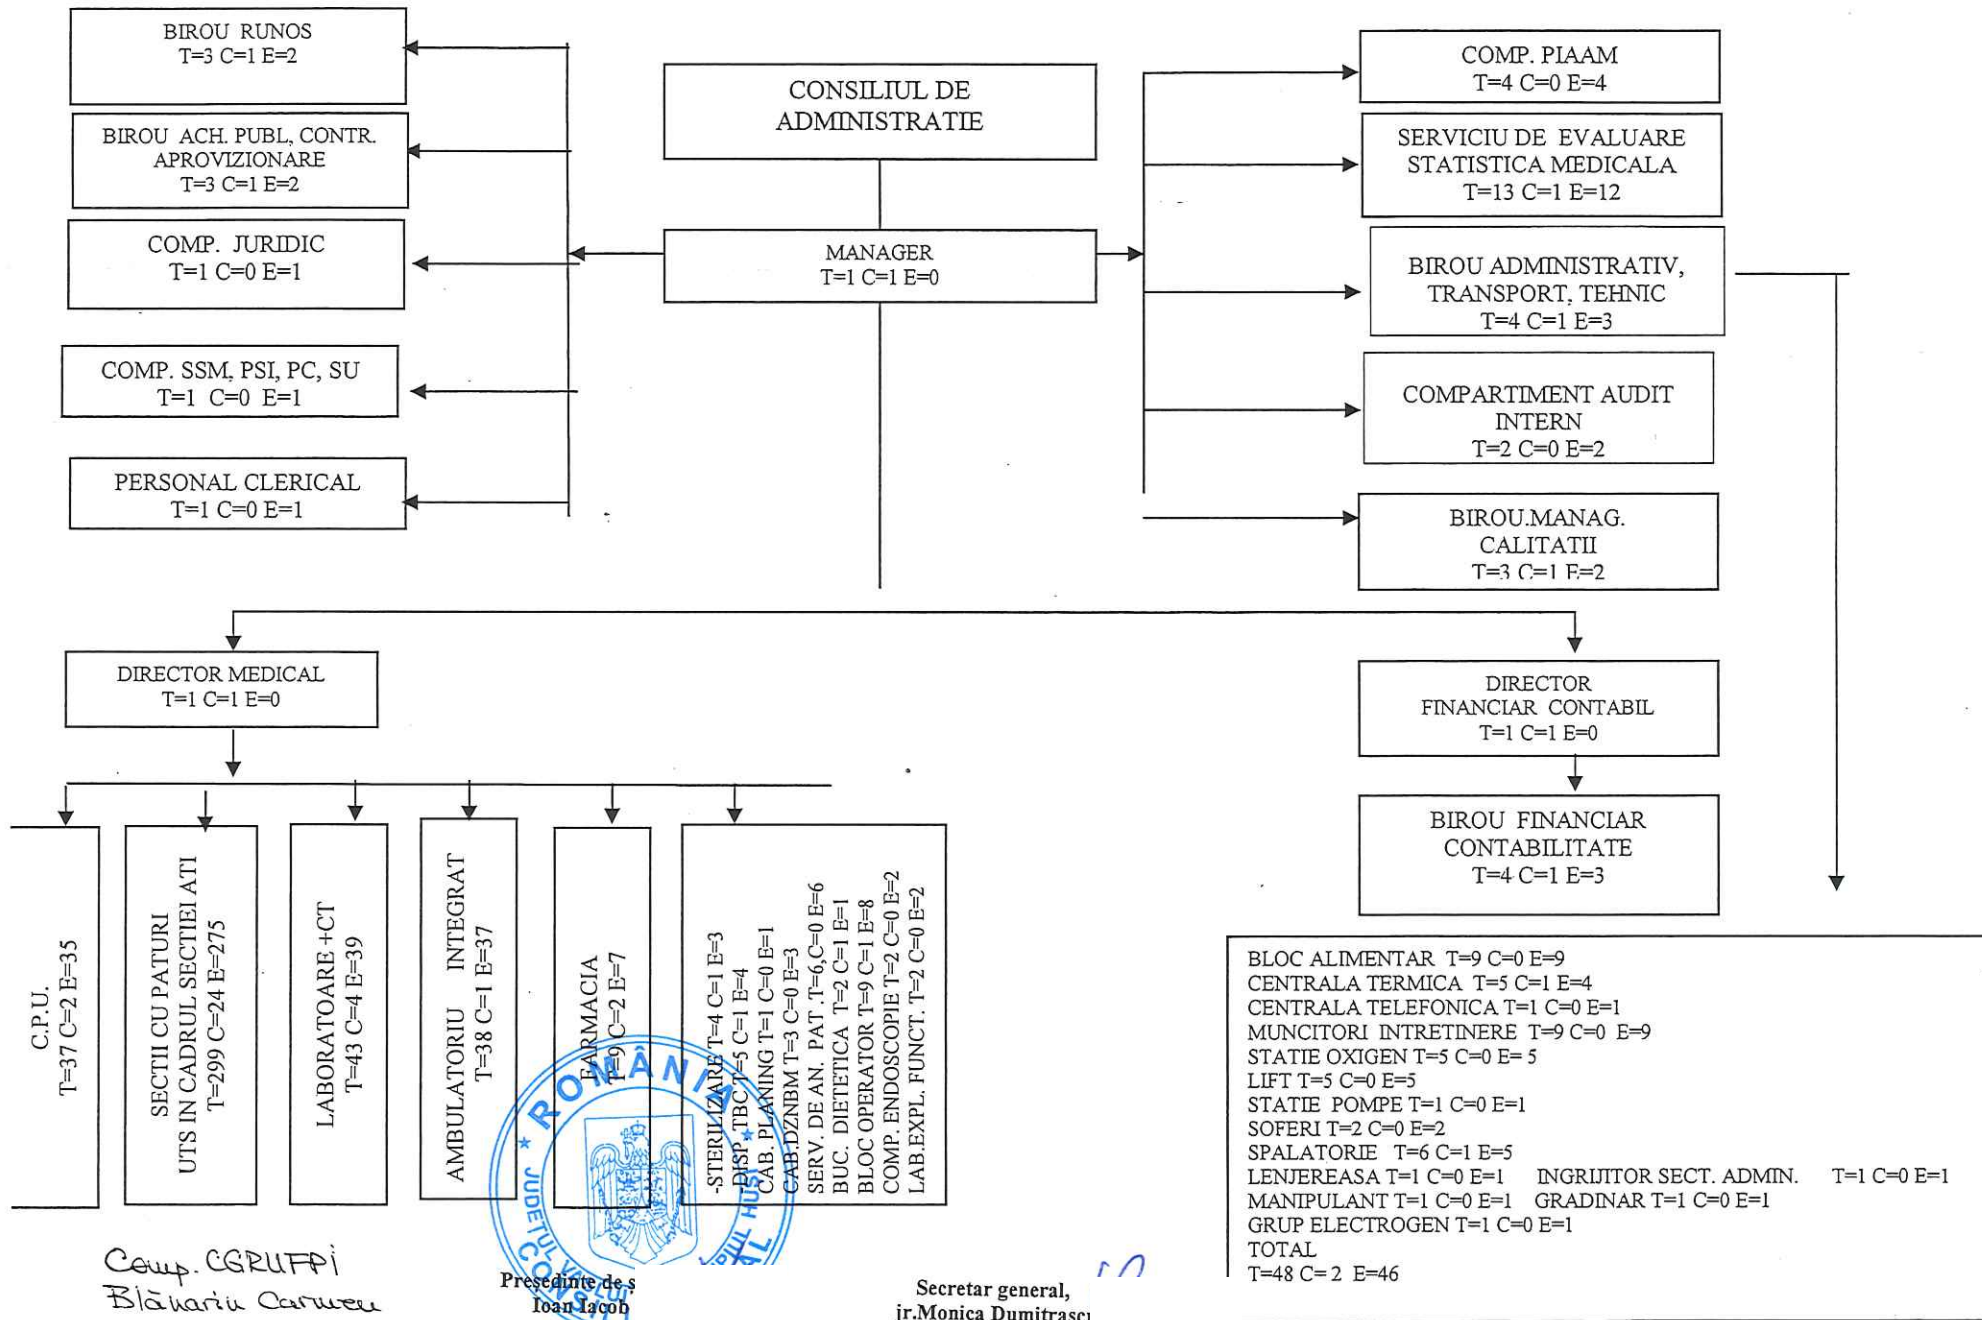 BIROU RUNOS
T=3 C=1 E=2
BIROU ACH. PUBL, CONTR.
APROVIZIONARE
T=3 C=1 E=2
COMP. JURIDIC
T=1 C=0 E=1
COMP. SSM, PSI, PC, SU
T=1 C=0 E=1
PERSONAL CLERICAL
T=1 C=0 E=1
CONSILIUL DE
ADMINISTRATIE
MANAGER
T=1 C=1 E=0
COMP. PIAAM
T=4 C=0 E=4
SERVICIU DE EVALUARE
STATISTICA MEDICALA
T=13 C=1 E=12
BIROU ADMINISTRATIV,
TRANSPORT, TEHNIC
T=4 C=1 E=3
COMPARTIMENT AUDIT
INTERN
T=2 C=0 E=2
BIROU.MANAG.
CALITATII
T=3 C=1 E=2
DIRECTOR MEDICAL
T=1 C=1 E=0
DIRECTOR
FINANCIAR CONTABIL
T=1 C=1 E=0
BIROU FINANCIAR
CONTABILITATE
T=4 C=1 E=3
C.P.U.
T=37 C=2 E=35
SECTII CU PATURI
UTS IN CADRUL SECTIEI ATI
T=299 C=24 E=275
LABORATOARE +CT
T=43 C=4 E=39
AMBULATORIU INTEGRAT
T=38 C=1 E=37
FARMACIA
T=9 C=2 E=7
-STERILIZARE T=4 C=1 E=3
DISP. TBC T=5 C=1 E=4
CAB. PLANING T=1 C=0 E=1
CAB.DZNBM T=3 C=0 E=3
SERV. DE AN. PAT .T=6,C=0 E=6
BUC. DIETETICA T=2 C=1 E=1
BLOC OPERATOR T=9 C=1 E=8
COMP. ENDOSCOPIE T=2 C=0 E=2
LAB.EXPL. FUNCT. T=2 C=0 E=2
BLOC ALIMENTAR T=9 C=0 E=9
CENTRALA TERMICA T=5 C=1 E=4
CENTRALA TELEFONICA T=1 C=0 E=1
MUNCITORI INTRETINERE T=9 C=0 E=9
STATIE OXIGEN T=5 C=0 E= 5
LIFT T=5 C=0 E=5
STATIE POMPE T=1 C=0 E=1
SOFERI T=2 C=0 E=2
SPALATORIE T=6 C=1 E=5
LENJEREASA T=1 C=0 E=1 INGRIJITOR SECT. ADMIN. T=1 C=0 E=1
MANIPULANT T=1 C=0 E=1 GRADINAR T=1 C=0 E=1
GRUP ELECTROGEN T=1 C=0 E=1
TOTAL
T=48 C= 2 E=46
Comp. CGRUFPI
Blănariu Carmen
ROMÂNIA
JUDEȚUL VASLUI
HUȘI
Președinte de ș
Ioan Iacob
Secretar general,
jr.Monica Dumitrașcu